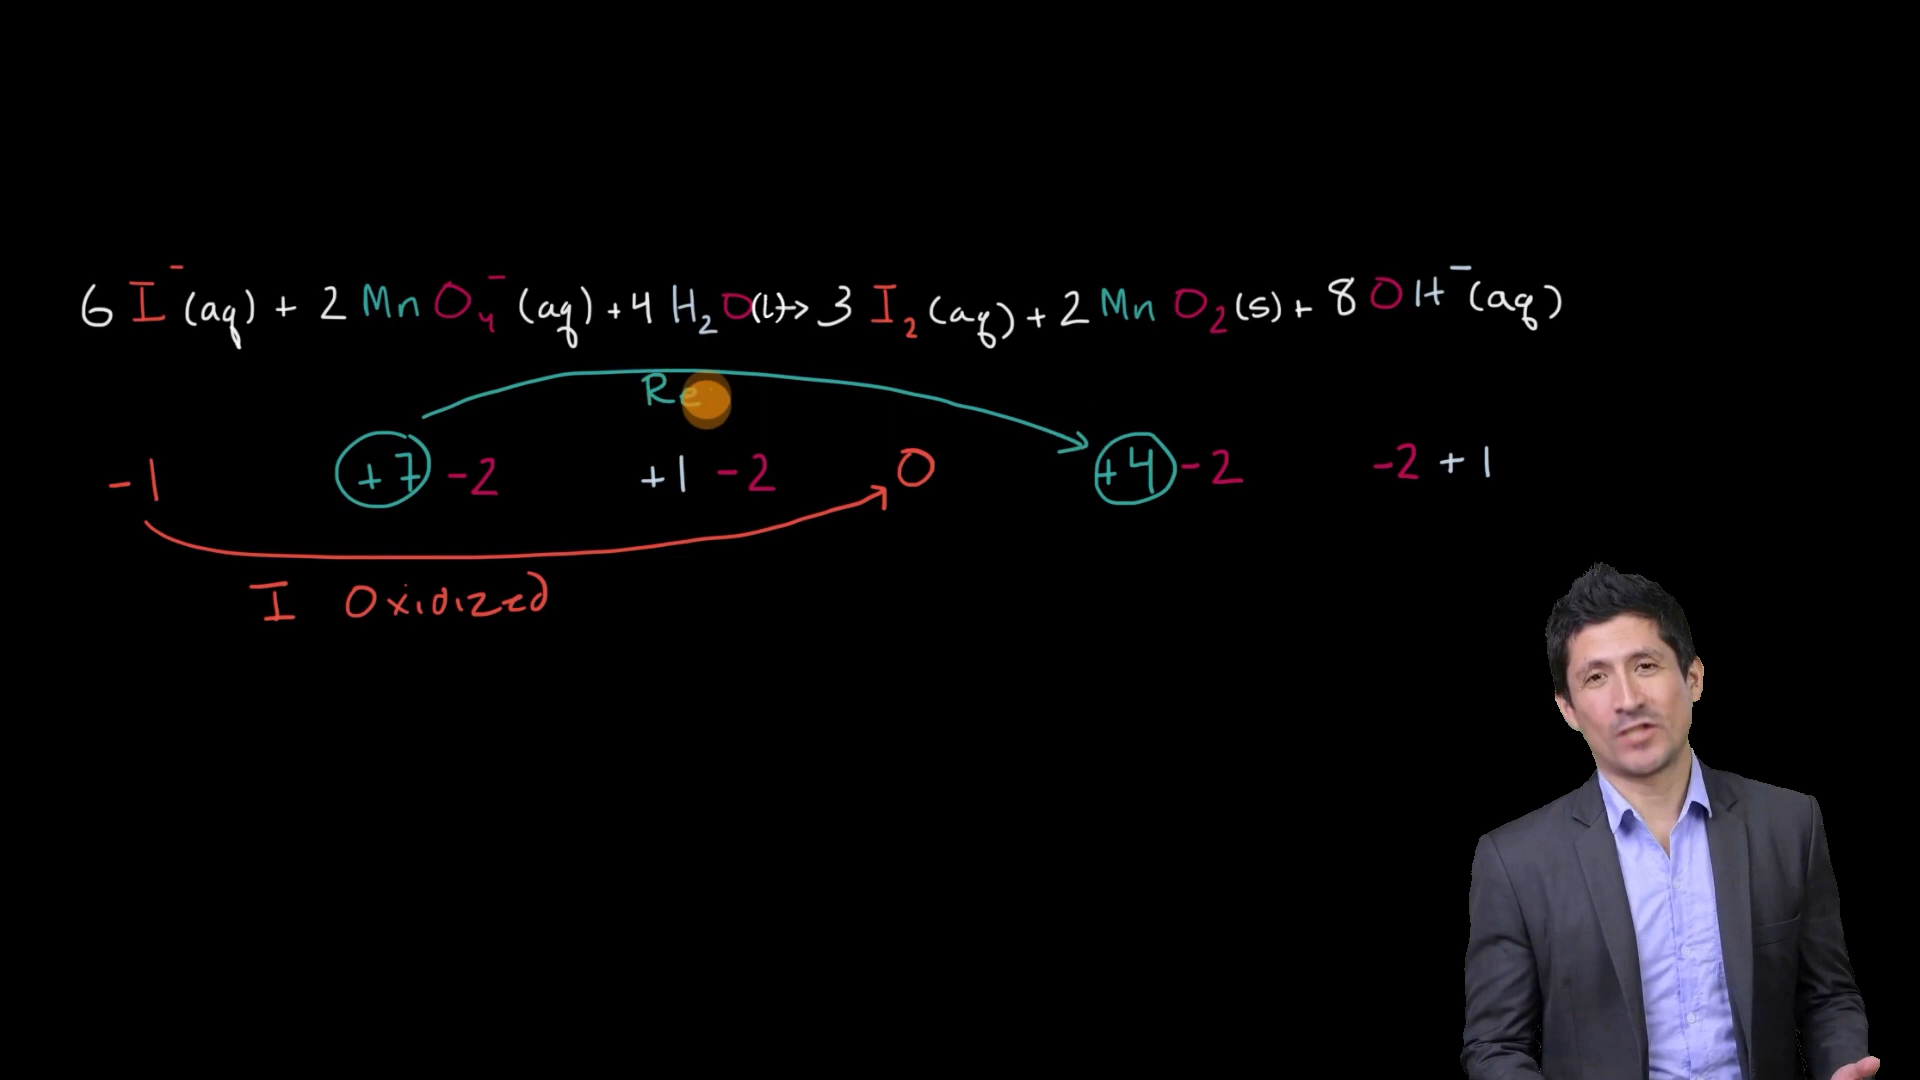 6 I⁻ (aq) + 2 MnO₄⁻ (aq) + 4 H₂O(l) → 3 I₂ (aq) + 2 MnO₂ (s) + 8 OH⁻ (aq)
Re
-1 +7 -2 +1 -2 0 +4 -2 -2 +1
I Oxidized